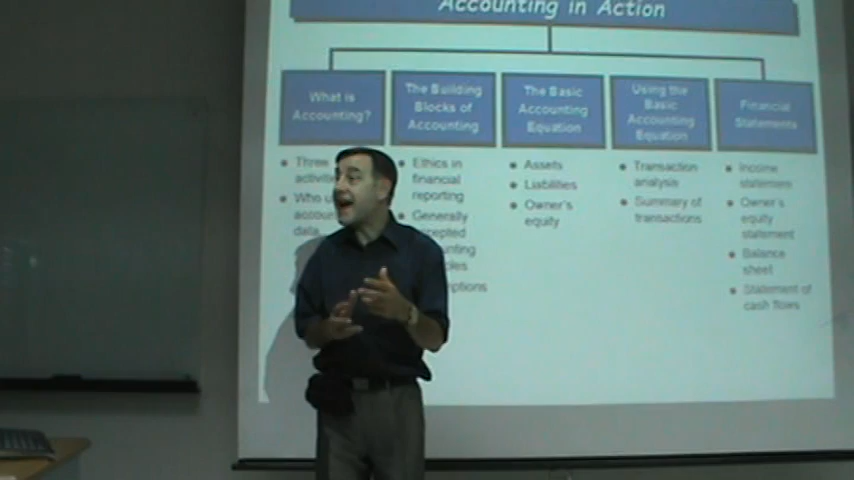 Accounting in Action
What is
Accounting?
The Building
Blocks of
Accounting
The Basic
Accounting
Equation
Using the
Basic
Accounting
Equation
Financial
Statements
Three
Who
data
Ethics in
financial
reporting
Generally
Assets
Liabilities
Owner's
equity
Transaction
analysis
Summary of
transactions
Income
statement
Owner's
equity
statement
Balance
sheet
Statement of
cash flows